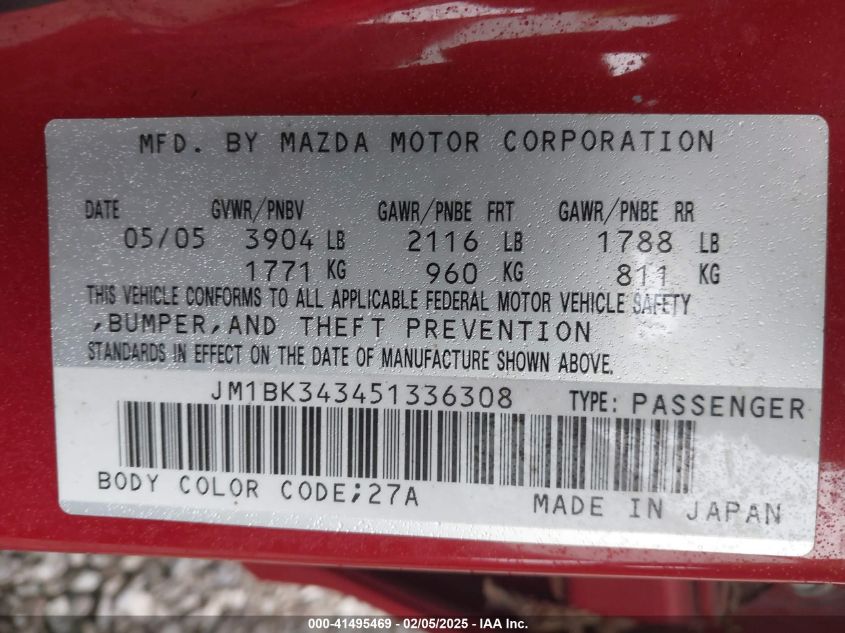 MFD. BY MAZDA MOTOR CORPORATION
DATE GVWR/PNBV GAWR/PNBE FRT GAWR/PNBE RR
05/05 3904 LB 2116 LB 1788 LB
1771 KG 960 KG 811 KG
THIS VEHICLE CONFORMS TO ALL APPLICABLE FEDERAL MOTOR VEHICLE SAFETY
,BUMPER,AND THEFT PREVENTION
STANDARDS IN EFFECT ON THE DATE OF MANUFACTURE SHOWN ABOVE.
JM1BK343451336308 TYPE: PASSENGER
BODY COLOR CODE;27A MADE IN JAPAN
000-41495469 - 02/05/2025 - IAA Inc.